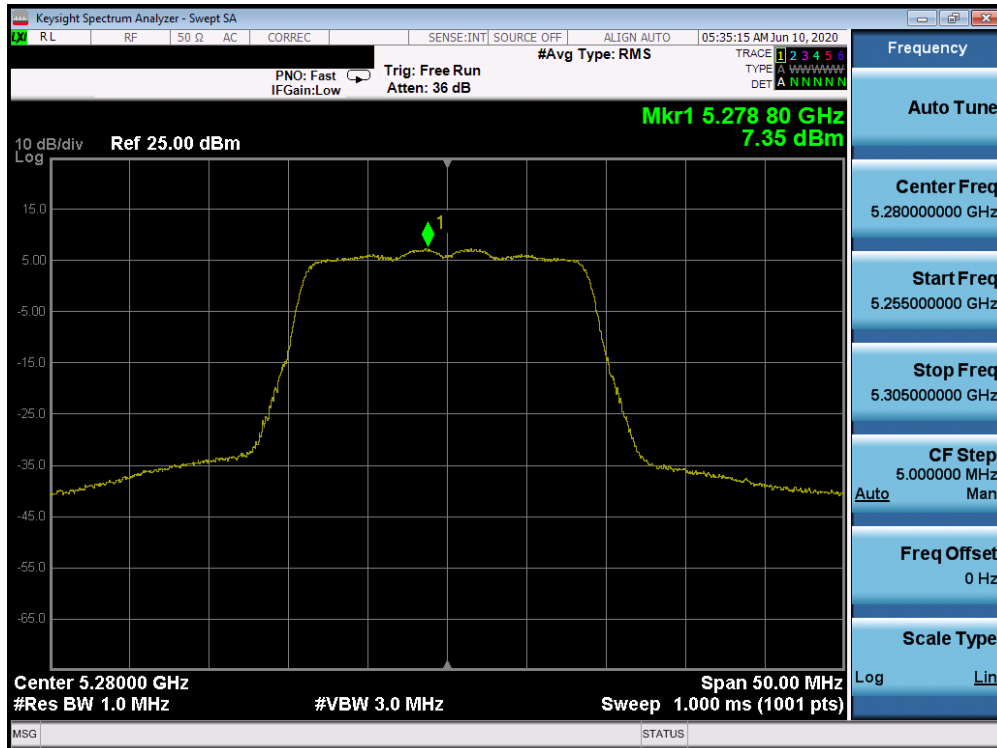 Keysight Spectrum Analyzer - Swept SA
LXI RL RF 50 Ω AC CORREC SENSE:INT SOURCE OFF ALIGN AUTO 05:35:15 AM Jun 10, 2020
PNO: Fast
IFGain:Low
Trig: Free Run
Atten: 36 dB
#Avg Type: RMS
TRACE 1 2 3 4 5 6
TYPE A WWWWW
DET A N N N N N
Mkr1 5.278 80 GHz
7.35 dBm
10 dB/div
Log
Ref 25.00 dBm
15.0
5.00
-5.00
-15.0
-25.0
-35.0
-45.0
-55.0
-65.0
1
Center 5.28000 GHz
Span 50.00 MHz
#Res BW 1.0 MHz
#VBW 3.0 MHz
Sweep 1.000 ms (1001 pts)
MSG
STATUS
Frequency
Auto Tune
Center Freq
5.280000000 GHz
Start Freq
5.255000000 GHz
Stop Freq
5.305000000 GHz
CF Step
5.000000 MHz
Auto Man
Freq Offset
0 Hz
Scale Type
Log Lin